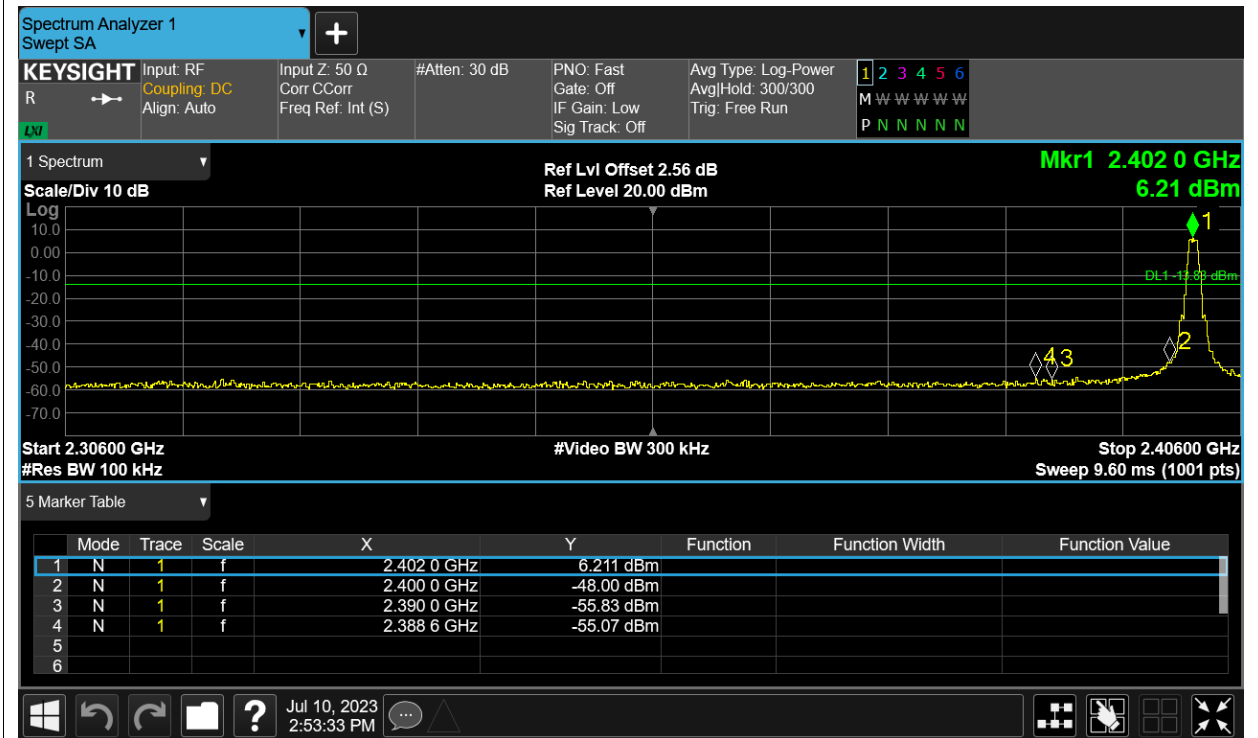 Spectrum Analyzer 1
Swept SA
+
KEYSIGHT Input: RF Input Z: 50 Ω #Atten: 30 dB PNO: Fast Avg Type: Log-Power 1 2 3 4 5 6
R Coupling: DC Corr CCorr Gate: Off Avg|Hold: 300/300 M W W W W W W
Align: Auto Freq Ref: Int (S) IF Gain: Low Trig: Free Run
LXI Sig Track: Off P N N N N N N
1 Spectrum Ref Lvl Offset 2.56 dB Mkr1 2.402 0 GHz
Scale/Div 10 dB Ref Level 20.00 dBm 6.21 dBm
Log
1
10.0
0.00
-10.0 DL1 -13.83 dBm
-20.0
-30.0
-40.0 2
-50.0 4 3
-60.0
-70.0
Start 2.30600 GHz #Video BW 300 kHz Stop 2.40600 GHz
#Res BW 100 kHz Sweep 9.60 ms (1001 pts)
5 Marker Table
Mode Trace Scale X Y Function Function Width Function Value
1 N 1 f 2.402 0 GHz 6.211 dBm
2 N 1 f 2.400 0 GHz -48.00 dBm
3 N 1 f 2.390 0 GHz -55.83 dBm
4 N 1 f 2.388 6 GHz -55.07 dBm
5
6
? Jul 10, 2023
2:53:33 PM